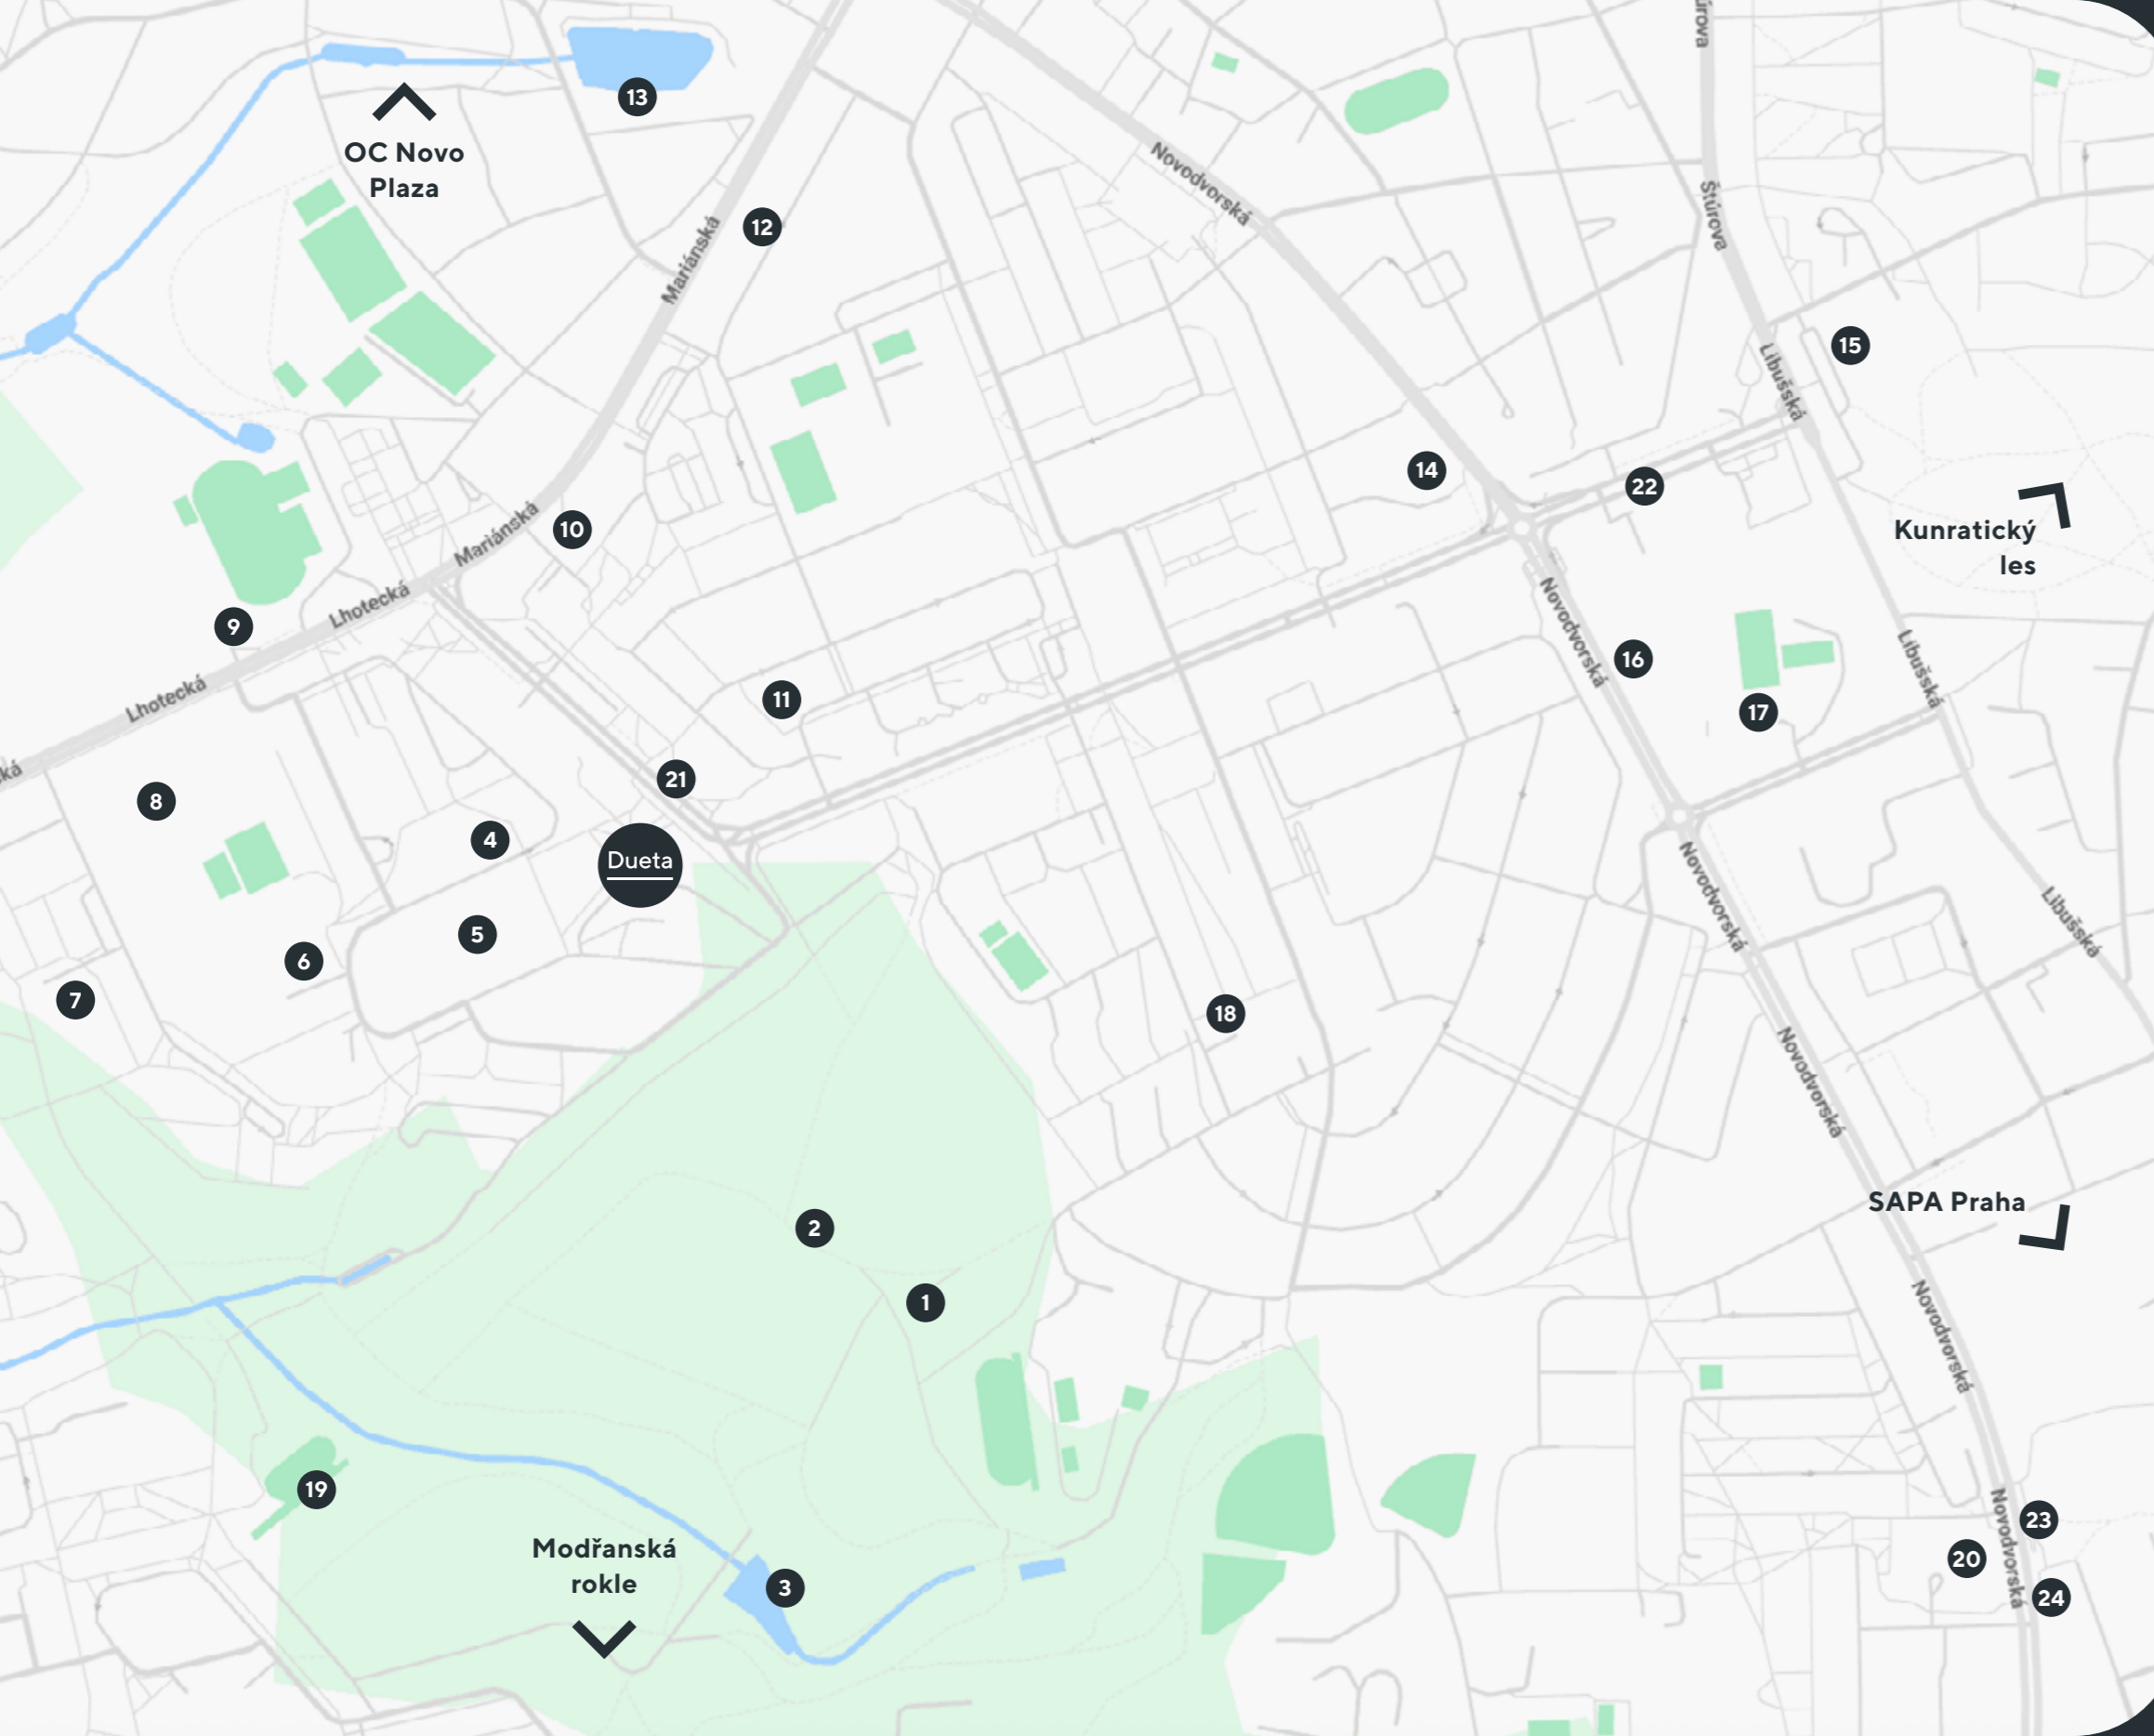 úrova
13
OC Novo
Plaza
Novodvorská
Štúrova
12
Mariánská
15
Libušská
14
22
Mariánská
10
Kunratický
les
Lhotecká
9
Novodvorská
16
Libušská
Lhotecká
11
17
ká
21
8
4
Dueta
Novodvorská
5
Libušská
6
7
18
Novodvorská
SAPA Praha
2
1
Novodvorská
19
Novodvorská
23
Modřanská
rokle
20
3
24